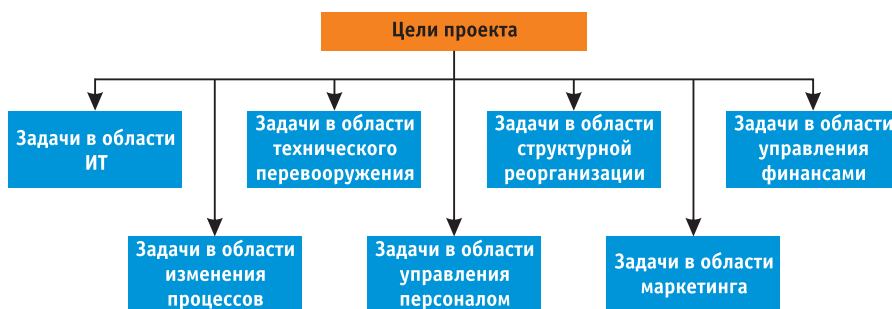 Цели проекта
Задачи в области
ИТ
Задачи в области
технического
перевооружения
Задачи в области
структурной
реорганизации
Задачи в области
управления
финансами
Задачи в области
изменения
процессов
Задачи в области
управления
персоналом
Задачи в области
маркетинга